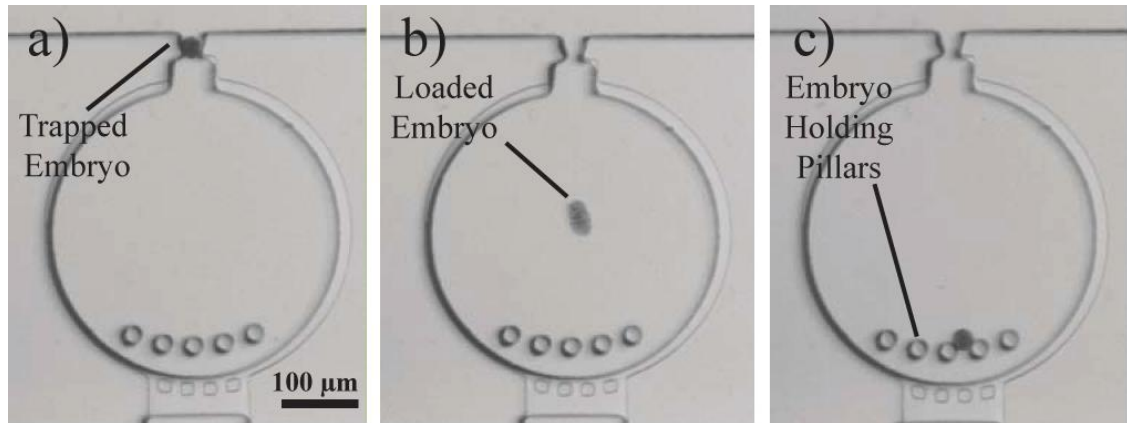 a)
Trapped
Embryo
100 μm
b)
Loaded
Embryo
c)
Embryo
Holding
Pillars